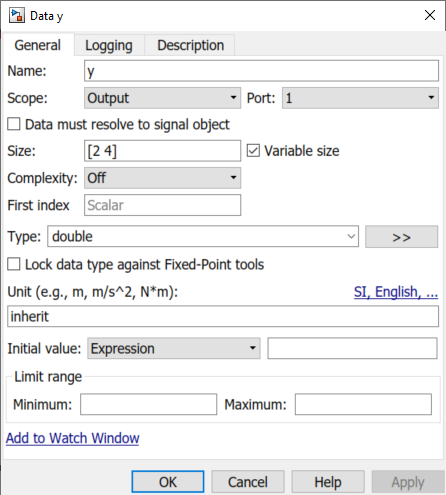 Data y
General Logging Description
Name: y
Scope: Output Port: 1
Data must resolve to signal object
Size: [2 4] Variable size
Complexity: Off
First index Scalar
Type: double >>
Lock data type against Fixed-Point tools
Unit (e.g., m, m/s^2, N*m): SI, English, ...
inherit
Initial value: Expression
Limit range
Minimum: Maximum:
Add to Watch Window
OK Cancel Help Apply